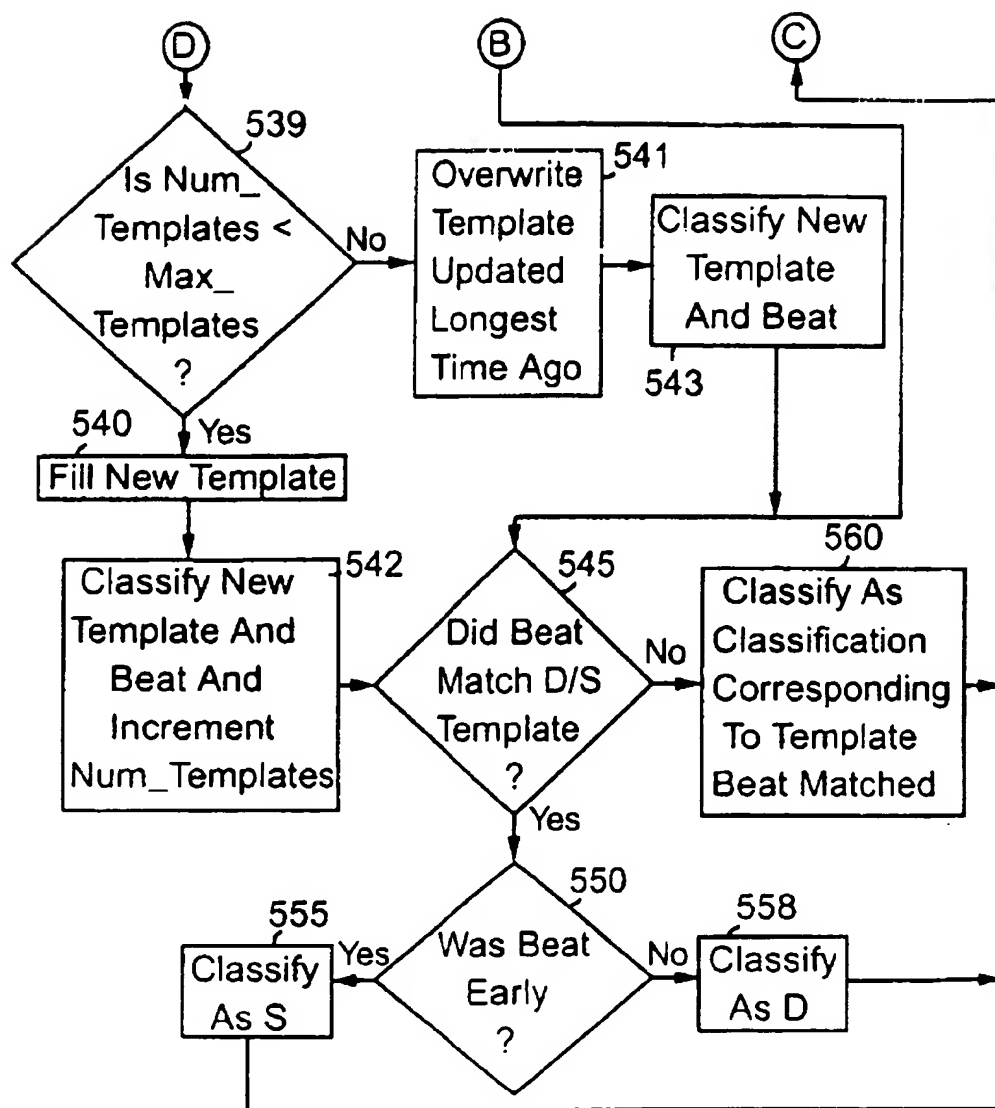 D
B
C
539
Is Num_
Templates <
Max_
Templates
?
No
Yes
541
Overwrite
Template
Updated
Longest
Time Ago
Classify New
Template
And Beat
543
540
Fill New Template
542
Classify New
Template And
Beat And
Increment
Num_Templates
545
Did Beat
Match D/S
Template
?
No
Yes
560
Classify As
Classification
Corresponding
To Template
Beat Matched
550
Was Beat
Early
?
Yes
No
555
Classify
As S
558
Classify
As D